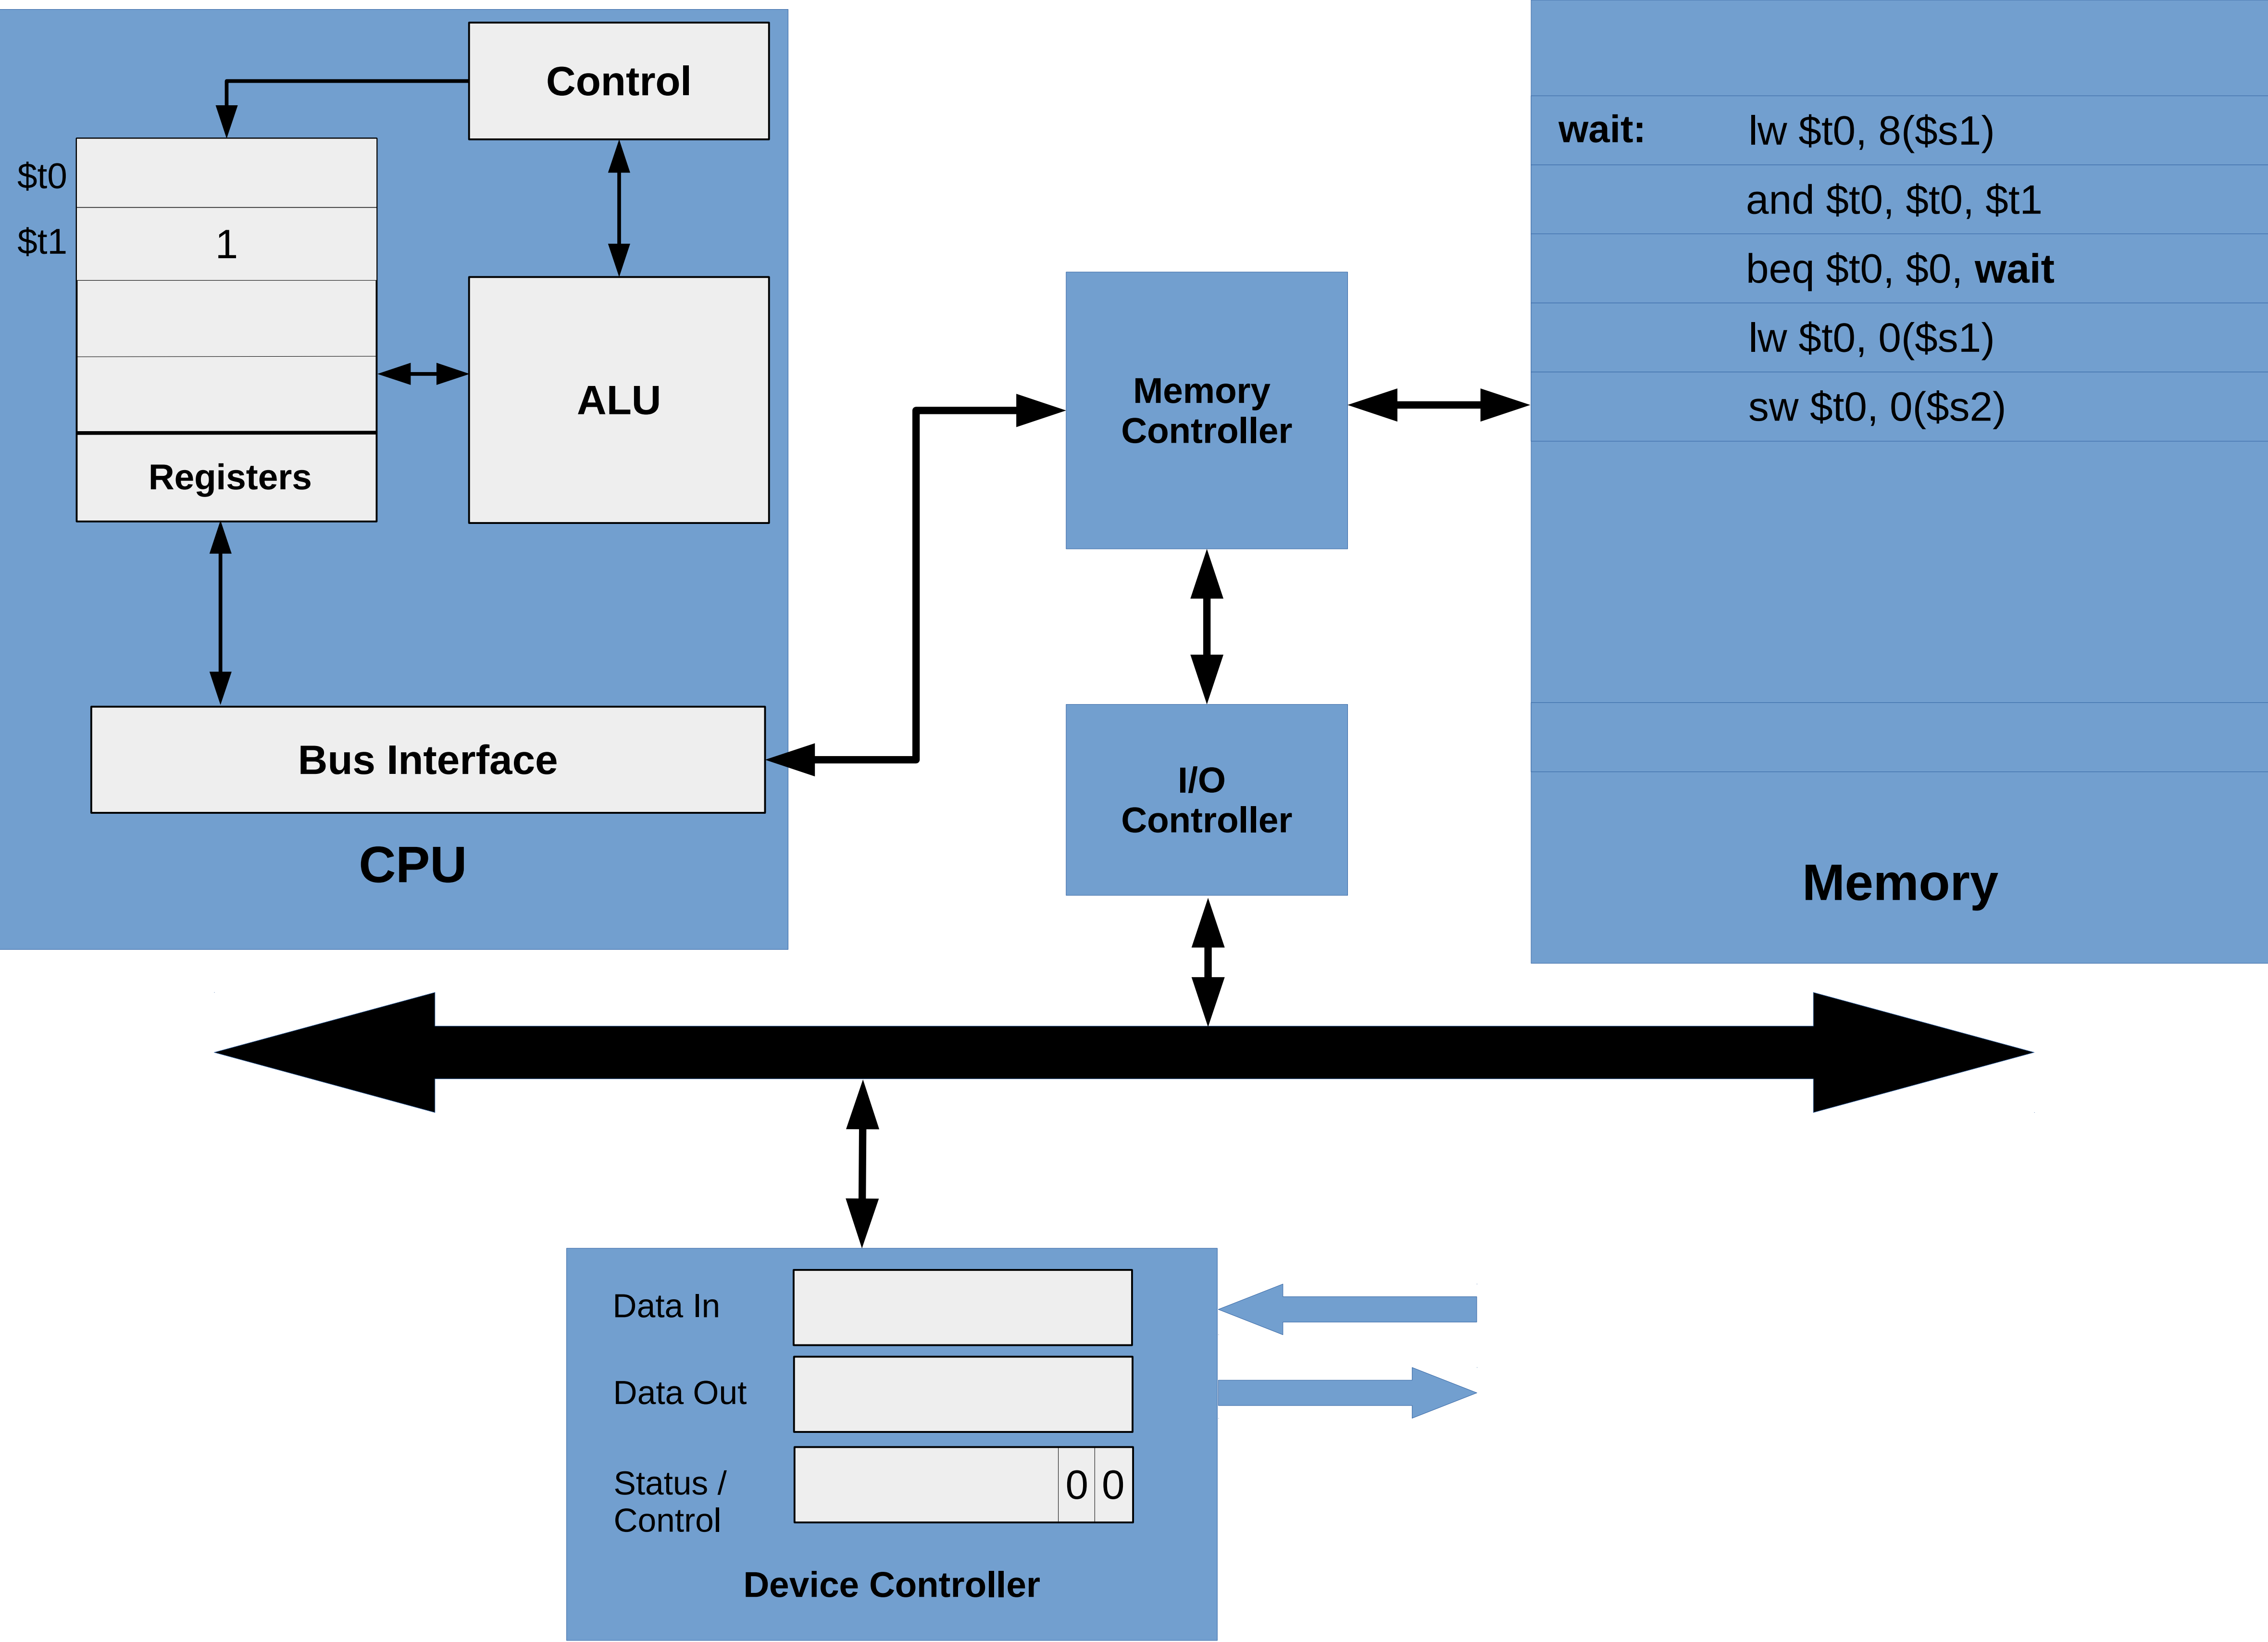 Control
$t0
$t1
1
ALU
Registers
Bus Interface
CPU
Memory
Controller
I/O
Controller
wait: lw $t0, 8($s1)
and $t0, $t0, $t1
beq $t0, $0, wait
lw $t0, 0($s1)
sw $t0, 0($s2)
Memory
Data In
Data Out
Status /
Control
0 0
Device Controller